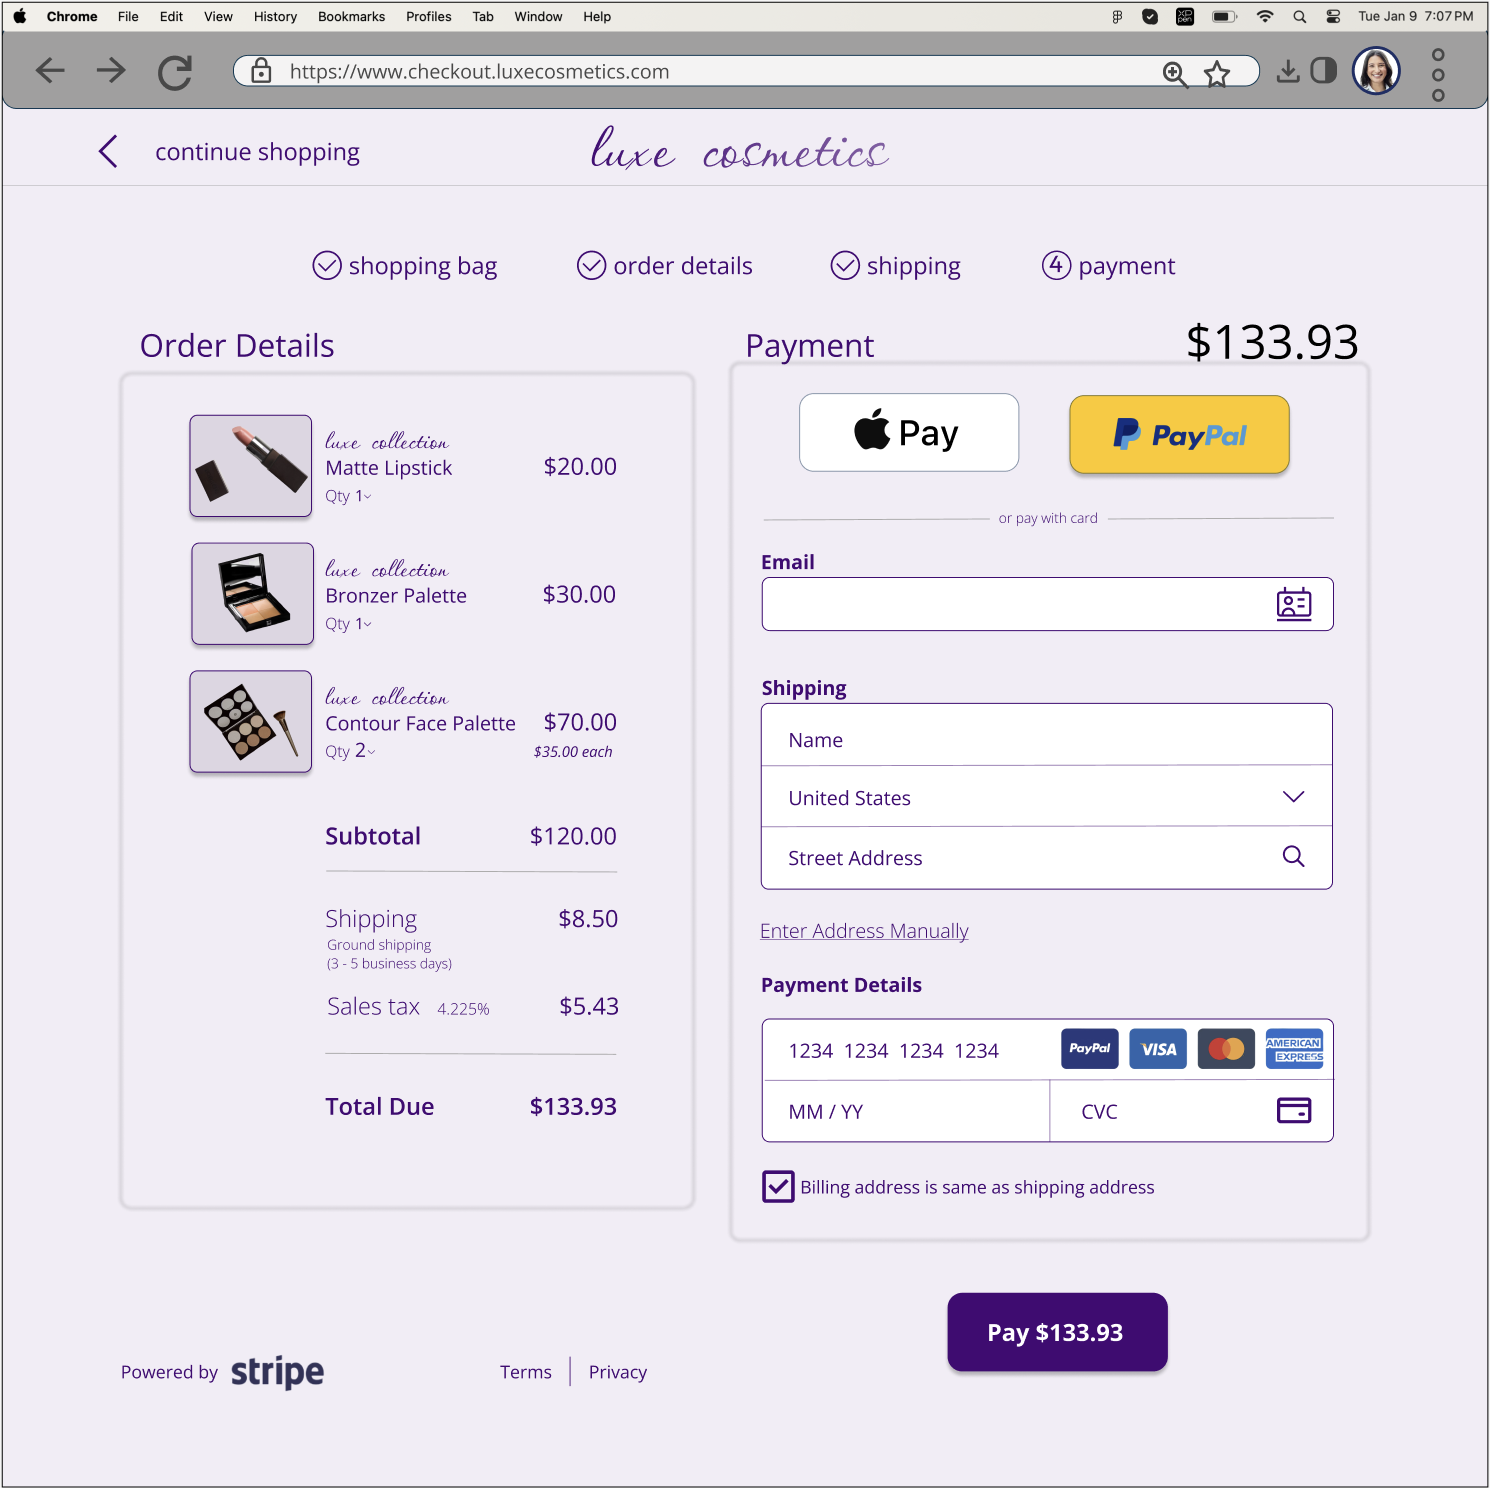 Chrome File Edit View History Bookmarks Profiles Tab Window Help
XP pen
Tue Jan 9 7:07 PM
https://www.checkout.luxecosmetics.com
continue shopping
luxe cosmetics
shopping bag
order details
shipping
4 payment
Order Details
luxe collection
Matte Lipstick $20.00
Qty 1
luxe collection
Bronzer Palette $30.00
Qty 1
luxe collection
Contour Face Palette $70.00
Qty 2 $35.00 each
Subtotal $120.00
Shipping $8.50
Ground shipping
(3 - 5 business days)
Sales tax 4.225% $5.43
Total Due $133.93
Payment $133.93
Pay
PayPal
or pay with card
Email
Shipping
Name
United States
Street Address
Enter Address Manually
Payment Details
1234 1234 1234 1234
PayPal
VISA
AMERICAN
EXPRESS
MM / YY
CVC
Billing address is same as shipping address
Pay $133.93
Powered by stripe
Terms
Privacy